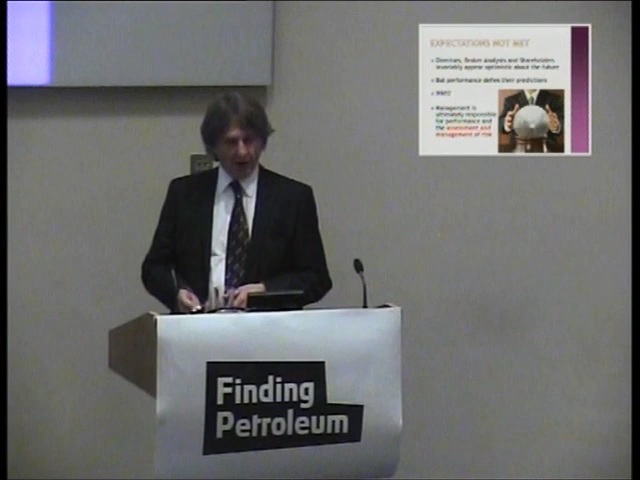 EXPECTATIONS NOT MET
Directors, Broker Analysts and Shareholders
invariably appear optimistic about the future
But performance defies their predictions
WHY?
Management is
ultimately responsible
for performance and
the assessment and
management of risk
Finding
Petroleum